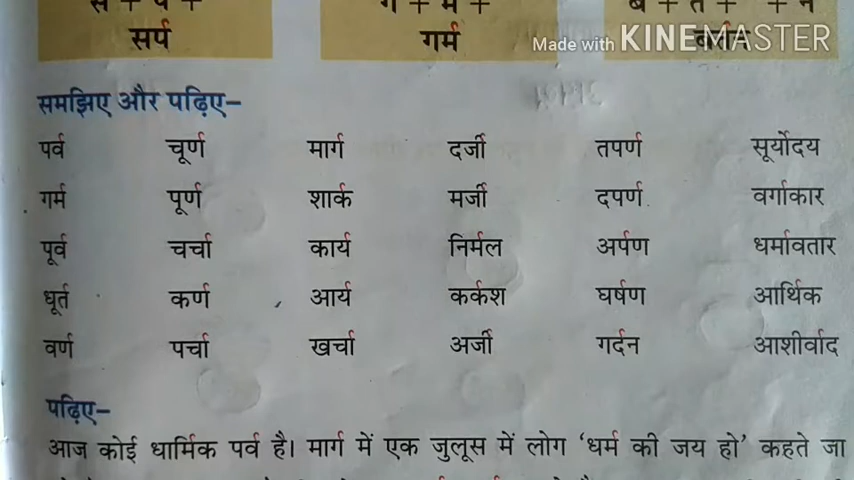 सर्प गर्म बर्तन
Made with KINEMASTER
समझिए और पढ़िए–
पर्व चूर्ण मार्ग दर्जी तपर्ण सूर्योदय
गर्म पूर्ण शार्क मर्जी दपर्ण वर्गाकार
पूर्व चर्चा कार्य निर्मल अर्पण धर्मावतार
धूर्त कर्ण आर्य कर्कश घर्षण आर्थिक
वर्ण पर्चा खर्चा अर्जी गर्दन आशीर्वाद
पढ़िए–
आज कोई धार्मिक पर्व है। मार्ग में एक जुलूस में लोग ‘धर्म की जय हो’ कहते जा